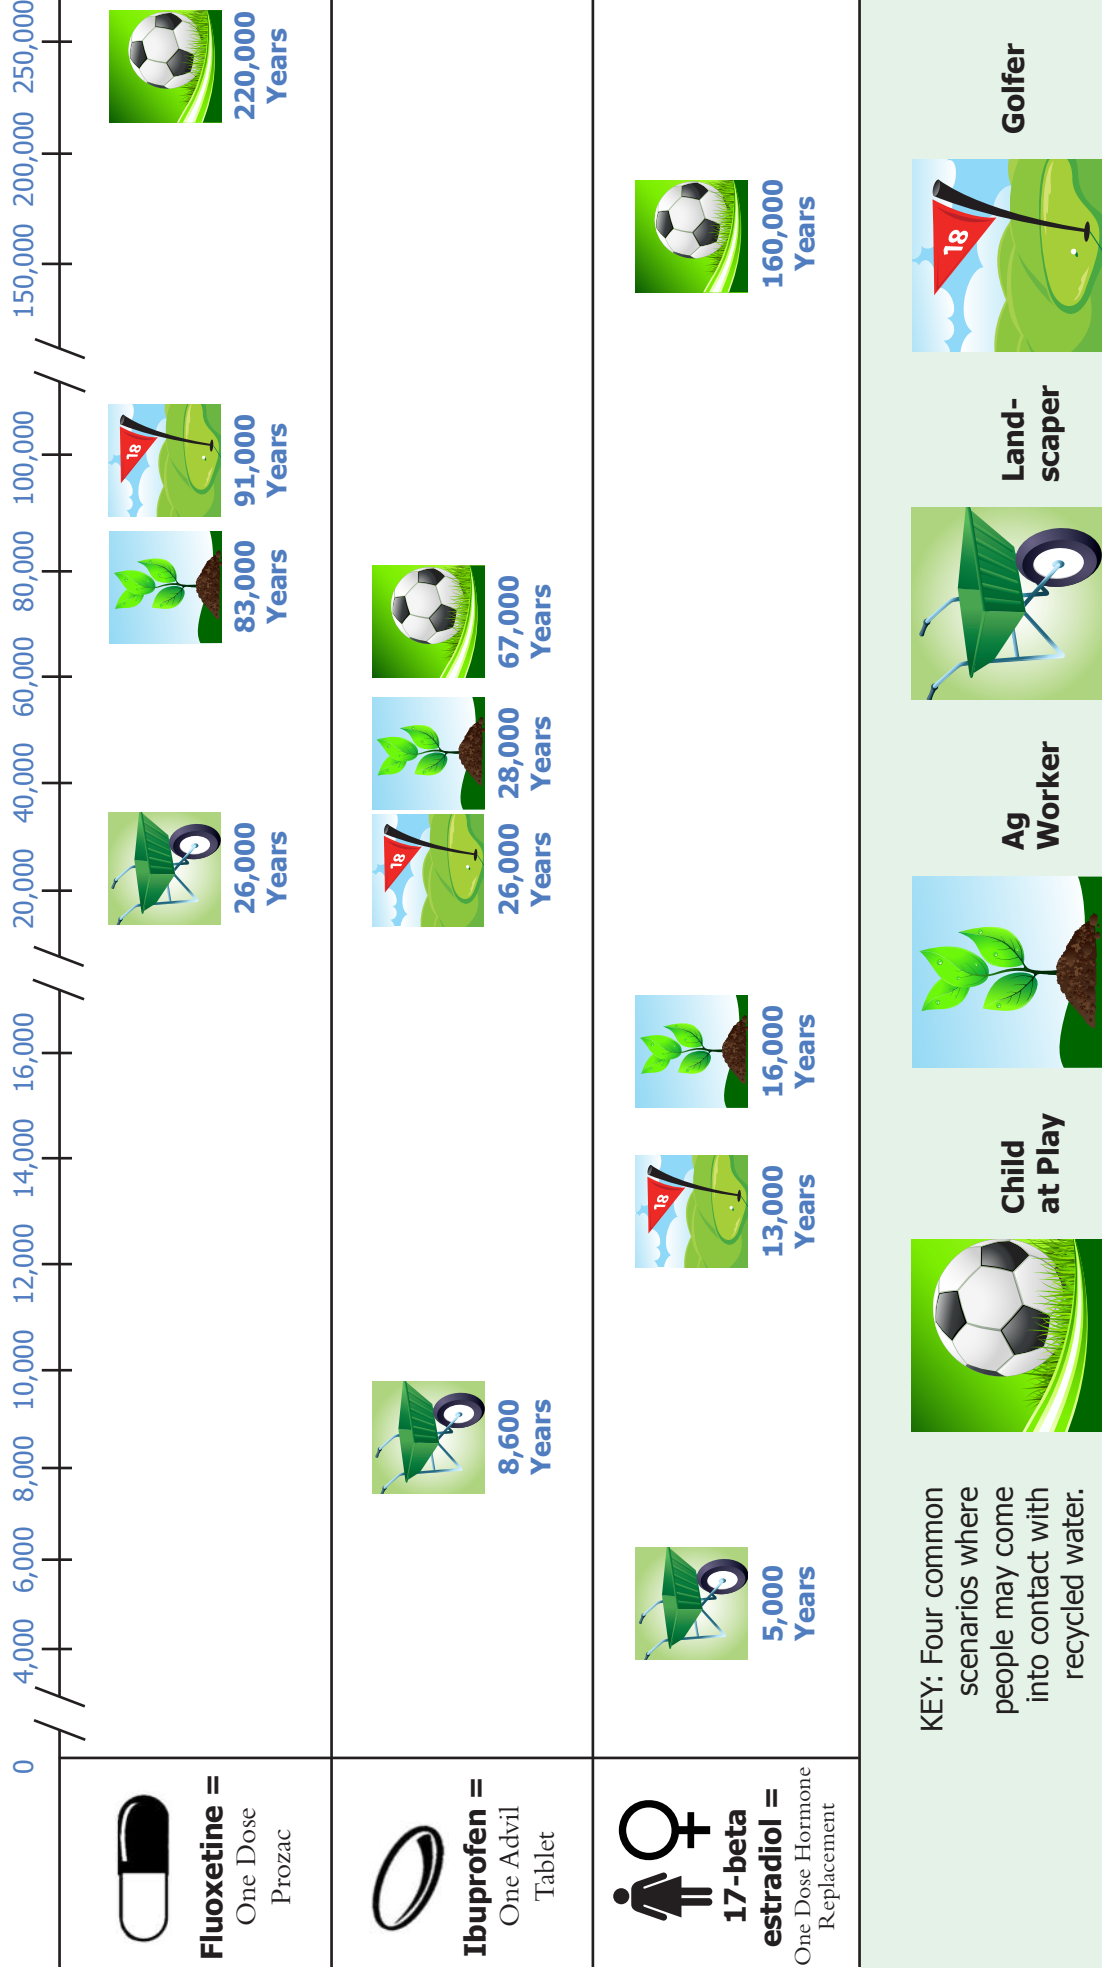 0
4,000
6,000
8,000
10,000
12,000
14,000
16,000
20,000
40,000
60,000
80,000
100,000
150,000
200,000
250,000
Fluoxetine =
One Dose
Prozac
26,000
Years
83,000
Years
91,000
Years
18
220,000
Years
Ibuprofen =
One Advil
Tablet
8,600
Years
26,000
Years
18
28,000
Years
67,000
Years
17-beta
estradiol =
One Dose Hormone
Replacement
5,000
Years
13,000
Years
18
16,000
Years
160,000
Years
KEY: Four common
scenarios where
people may come
into contact with
recycled water.
Child
at Play
Ag
Worker
Land-
scaper
18
Golfer